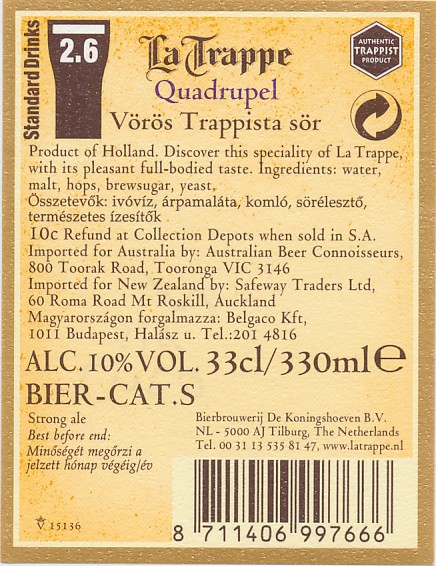 Standard Drinks
2.6
La Trappe
AUTHENTIC
TRAPPIST
PRODUCT
Quadrupel
Vörös Trappista sör
Product of Holland. Discover this speciality of La Trappe,
with its pleasant full-bodied taste. Ingredients: water,
malt, hops, brewsugar, yeast.
Összetevők: ivóvíz, árpamaláta, komló, sörélesztő,
természetes ízesítők
10c Refund at Collection Depots when sold in S.A.
Imported for Australia by: Australian Beer Connoisseurs,
800 Toorak Road, Tooronga VIC 3146
Imported for New Zealand by: Safeway Traders Ltd,
60 Roma Road Mt Roskill, Auckland
Magyarországon forgalmazza: Belgaco Kft,
1011 Budapest, Halász u. Tel.:201 4816
ALC.10%VOL. 33cl/330ml e
BIER-CAT.S
Strong ale
Best before end:
Minőségét megőrzi a
jelzett hónap végéig/év
Bierbrouwerij De Koningshoeven B.V.
NL - 5000 AJ Tilburg, The Netherlands
Tel. 00 31 13 535 81 47, www.latrappe.nl
15136
8 711406 997666